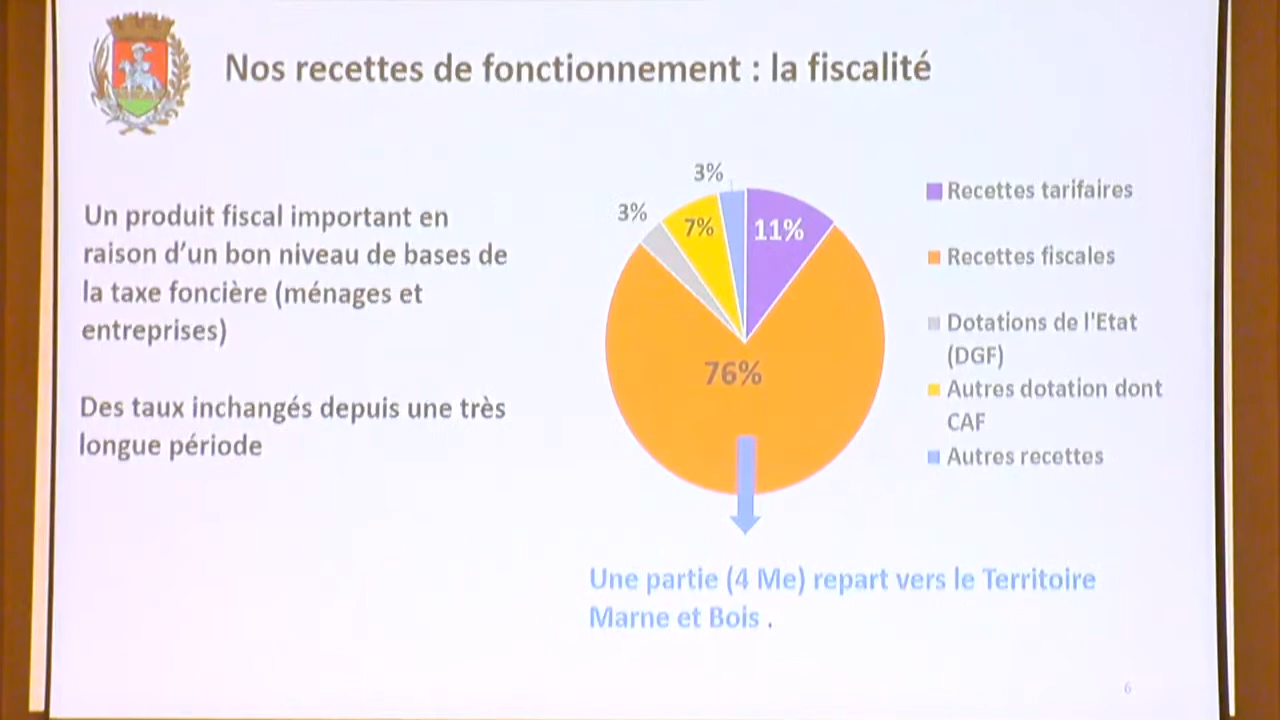 Nos recettes de fonctionnement : la fiscalité
Un produit fiscal important en
raison d'un bon niveau de bases de
la taxe foncière (ménages et
entreprises)
Des taux inchangés depuis une très
longue période
3%
3%
7%
11%
76%
Recettes tarifaires
Recettes fiscales
Dotations de l'Etat
(DGF)
Autres dotation dont
CAF
Autres recettes
Une partie (4 Me) repart vers le Territoire
Marne et Bois .
6